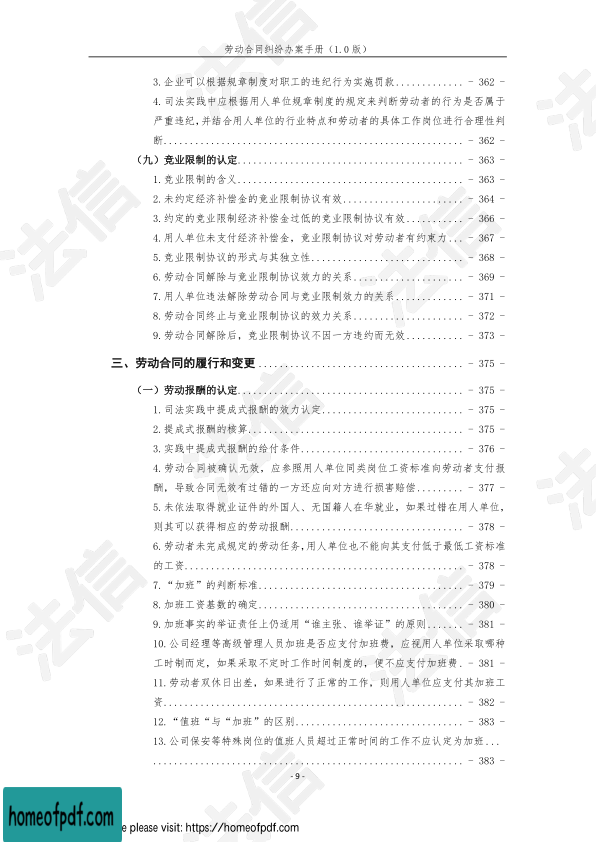 劳动合同纠纷办案手册（1.0 版）
3.企业可以根据规章制度对职工的违纪行为实施罚款............. - 362 -
4.司法实践中应根据用人单位规章制度的规定来判断劳动者的行为是否属于
严重违纪,并结合用人单位的行业特点和劳动者的具体工作岗位进行合理性判
断......................................................... - 362 -
（九）竞业限制的认定........................................... - 363 -
1.竞业限制的含义........................................... - 363 -
2.未约定经济补偿金的竞业限制协议有效....................... - 364 -
3.约定的竞业限制经济补偿金过低的竞业限制协议有效........... - 366 -
4.用人单位未支付经济补偿金，竞业限制协议对劳动者有约束力... - 367 -
5.竞业限制协议的形式与其独立性............................. - 368 -
6.劳动合同解除与竞业限制协议效力的关系..................... - 369 -
7.用人单位违法解除劳动合同与竞业限制效力的关系............. - 371 -
8.劳动合同终止与竞业限制协议的效力关系..................... - 372 -
9.劳动合同解除后，竞业限制协议不因一方违约而无效........... - 373 -
三、劳动合同的履行和变更....................................... - 375 -
（一）劳动报酬的认定........................................... - 375 -
1.司法实践中提成式报酬的效力认定........................... - 375 -
2.提成式报酬的核算......................................... - 375 -
3.实践中提成式报酬的给付条件............................... - 376 -
4.劳动合同被确认无效，应参照用人单位同类岗位工资标准向劳动者支付报
酬，导致合同无效有过错的一方还应向对方进行损害赔偿......... - 377 -
5.未依法取得就业证件的外国人、无国籍人在华就业，如果过错在用人单位，
则其可以获得相应的劳动报酬................................. - 378 -
6.劳动者未完成规定的劳动任务,用人单位也不能向其支付低于最低工资标准
的工资..................................................... - 378 -
7.“加班”的判断标准....................................... - 379 -
8.加班工资基数的确定....................................... - 380 -
9.加班事实的举证责任上仍适用“谁主张、谁举证”的原则....... - 381 -
10.公司经理等高级管理人员加班是否应支付加班费，应视用人单位采取哪种
工时制而定，如果采取不定时工作时间制度的，便不应支付加班费. - 381 -
11.劳动者双休日出差，如果进行了正常的工作，则用人单位应支付其加班工
资......................................................... - 382 -
12.“值班“与“加班”的区别................................ - 383 -
13.公司保安等特殊岗位的值班人员超过正常时间的工作不应认定为加班...
........................................................... - 383 -
- 9 -
homeofpdf.com
e please visit: https://homeofpdf.com
法信
法信
法信
法信
法信
法信
法信
法信
法信